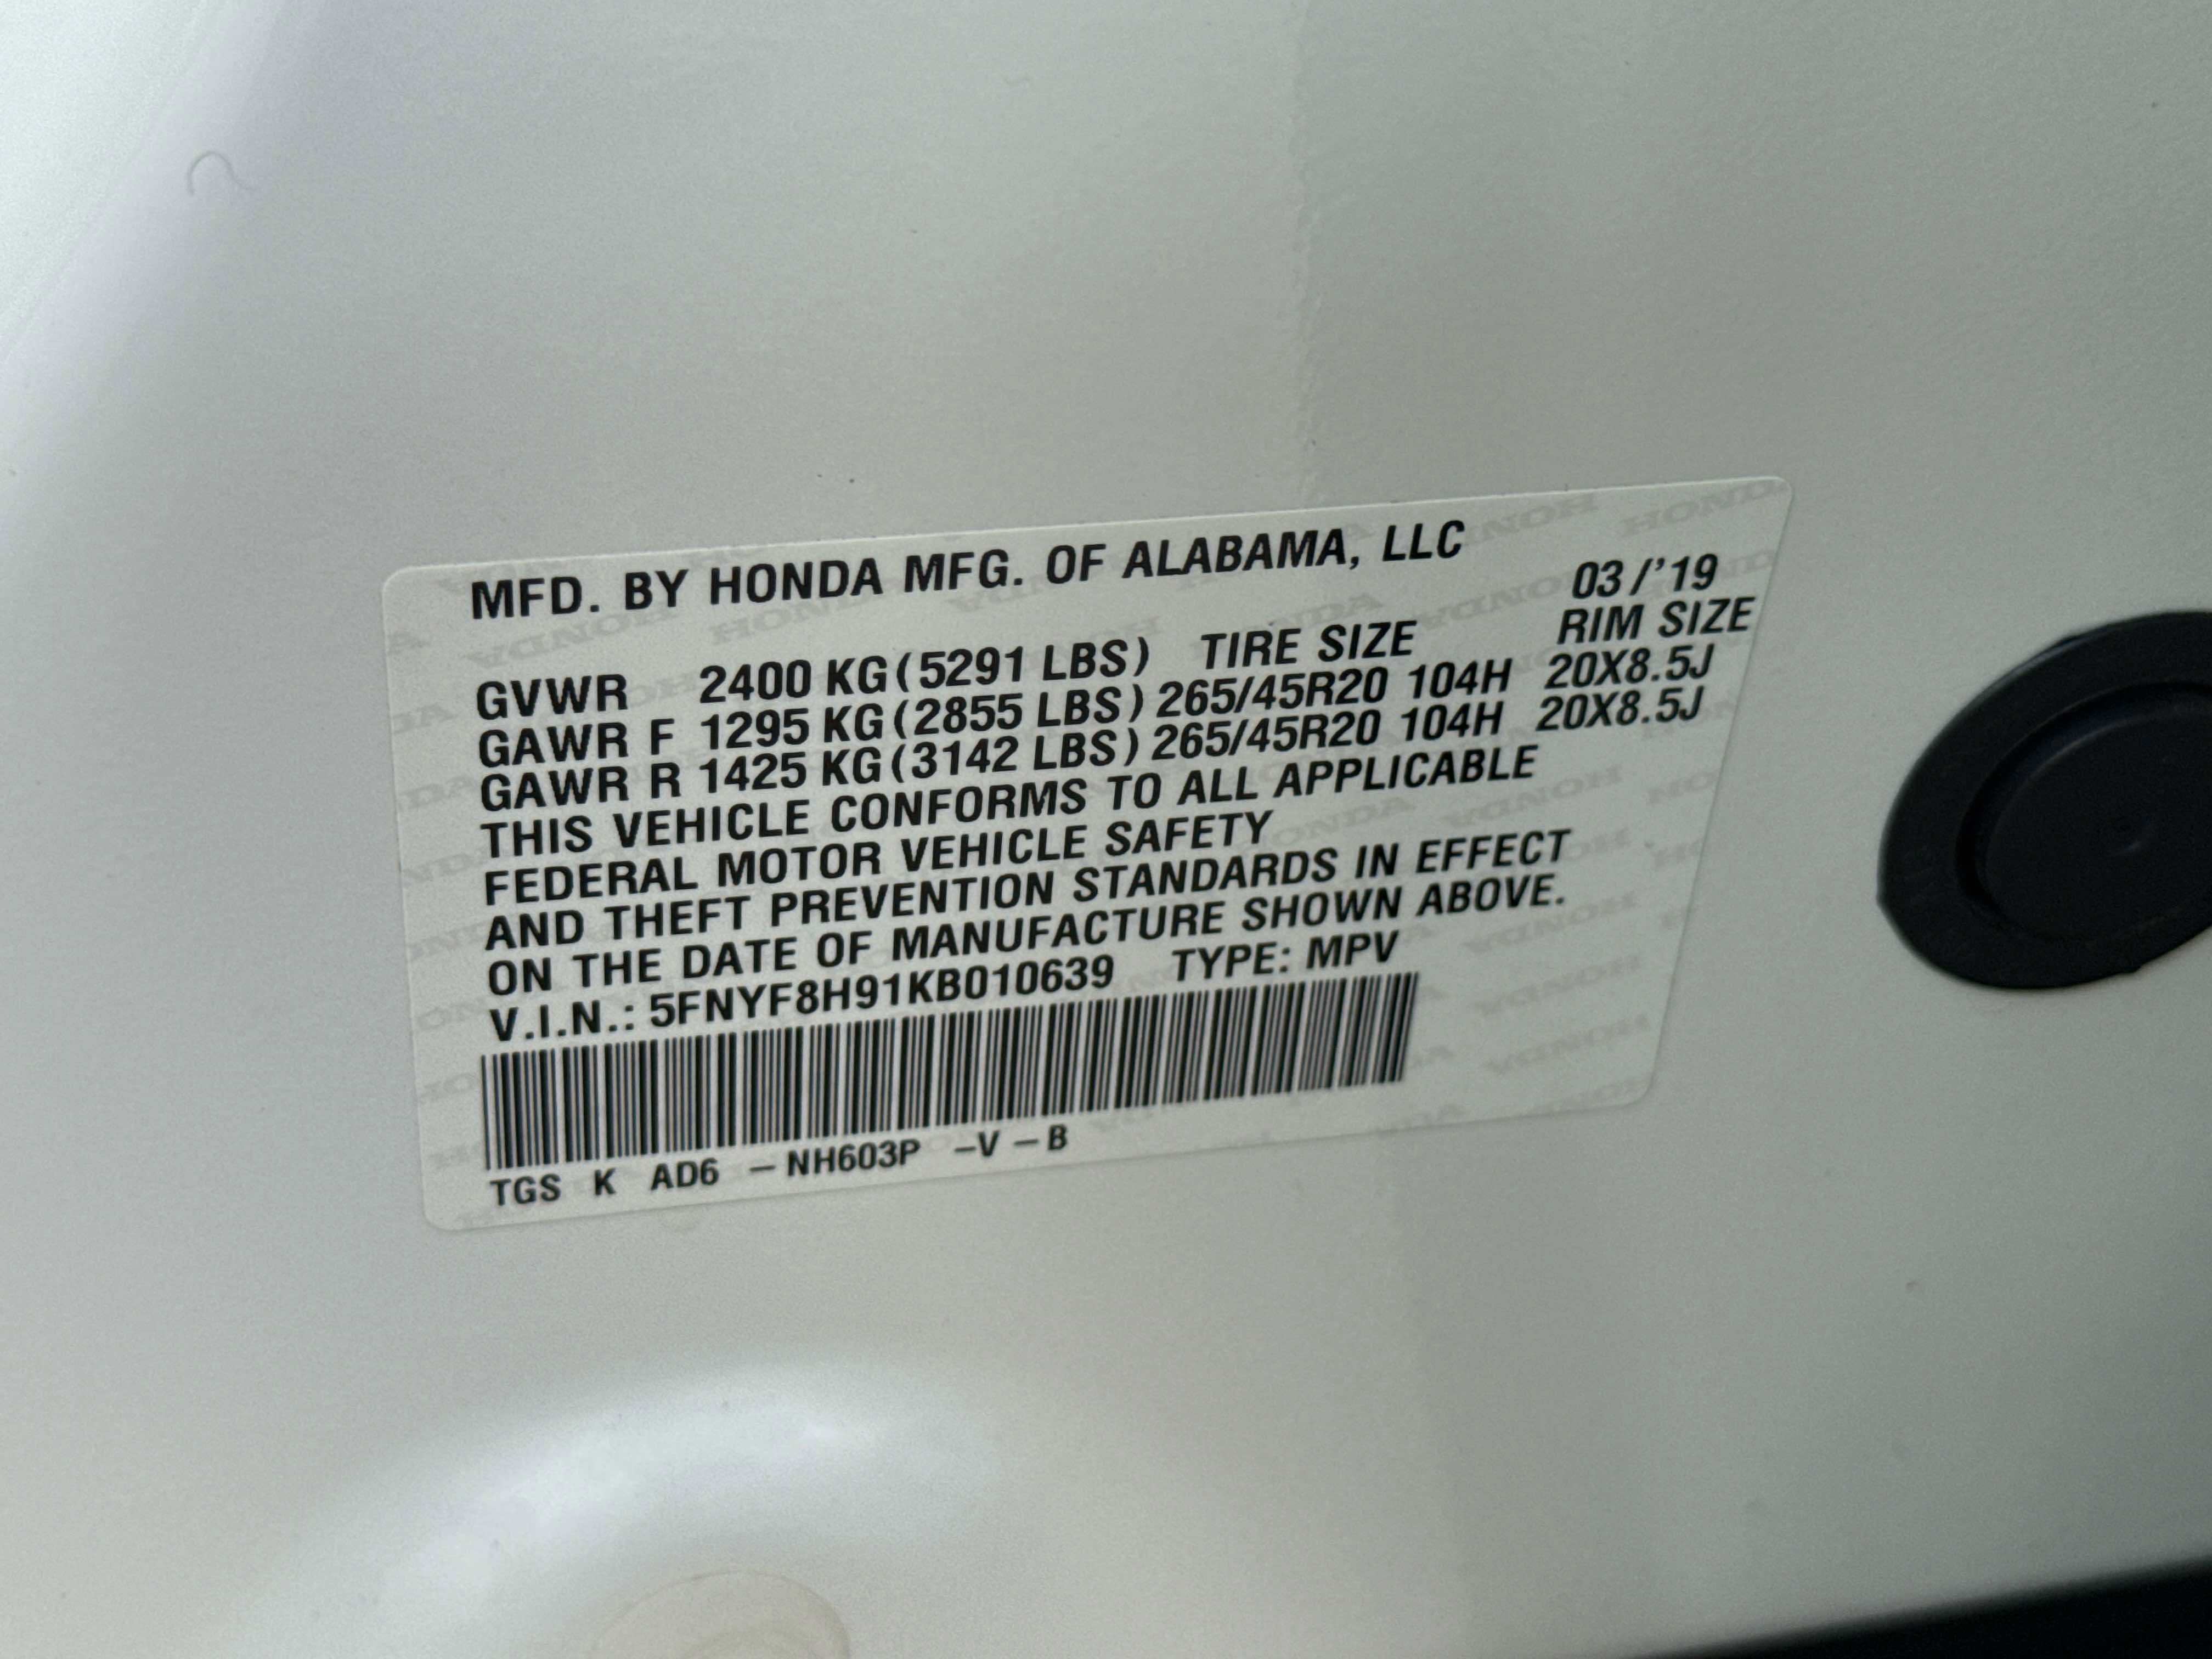 MFD. BY HONDA MFG. OF ALABAMA, LLC
03/'19
GVWR 2400 KG(5291 LBS) TIRE SIZE RIM SIZE
GAWR F 1295 KG(2855 LBS) 265/45R20 104H 20X8.5J
GAWR R 1425 KG(3142 LBS) 265/45R20 104H 20X8.5J
THIS VEHICLE CONFORMS TO ALL APPLICABLE
FEDERAL MOTOR VEHICLE SAFETY
AND THEFT PREVENTION STANDARDS IN EFFECT
ON THE DATE OF MANUFACTURE SHOWN ABOVE.
V.I.N.: 5FNYF8H91KB010639 TYPE: MPV
TGS K AD6 –NH603P –V –B